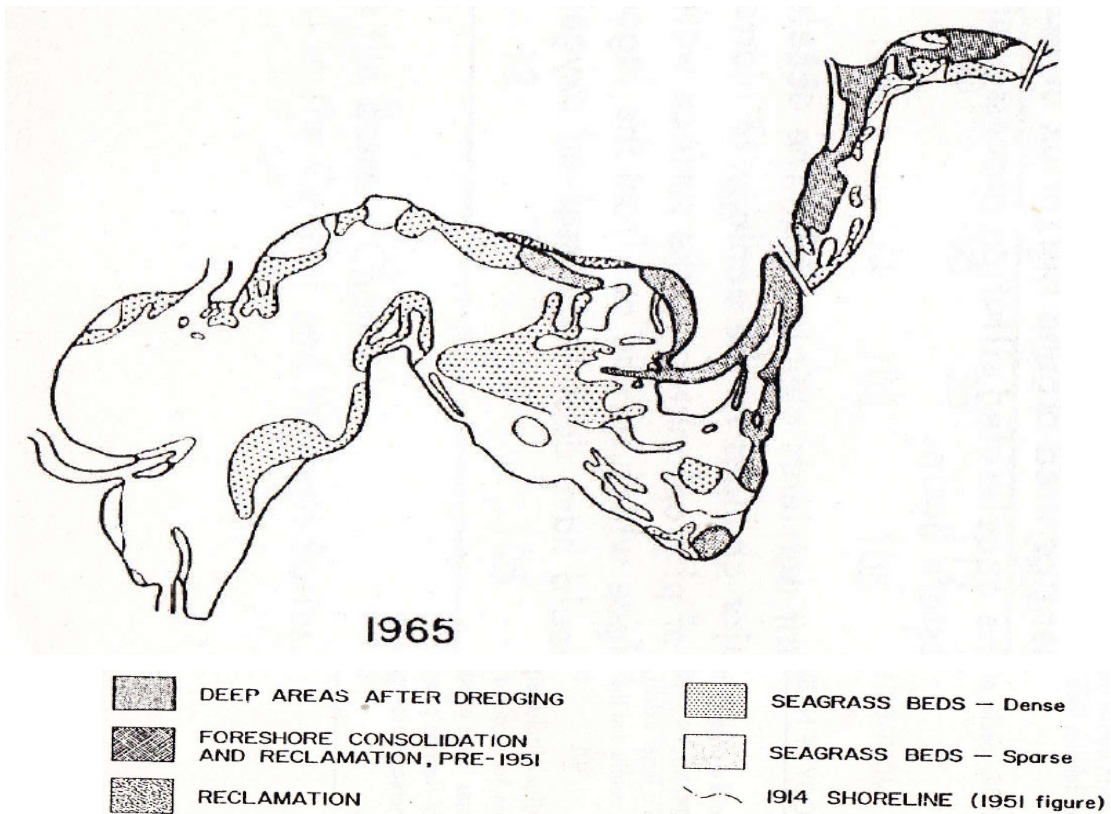 1965
DEEP AREAS AFTER DREDGING
FORESHORE CONSOLIDATION
AND RECLAMATION, PRE-1951
RECLAMATION
SEAGRASS BEDS — Dense
SEAGRASS BEDS — Sparse
1914 SHORELINE (1951 figure)